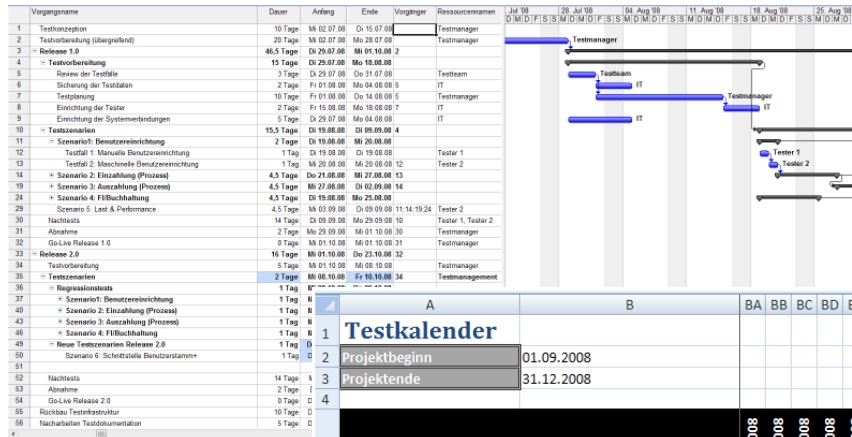 Vorgangsname Dauer Anfang Ende Vorgänger Ressourcennamen
Jul '08 28. Jul '08 04. Aug '08 11. Aug '08 18. Aug '08 25. Aug '08
1 Testkonzeption 10 Tage Mi 02.07.08 Di 15.07.08 Testmanager
2 Testvorbereitung (übergreifend) 20 Tage Mi 02.07.08 Di 29.07.08 Testmanager
3 Release 1.0 46,5 Tage Di 29.07.08 Mi 01.10.08 2
4 Testvorbereitung 15 Tage Di 29.07.08 Mo 18.08.08
5 Review der Testfälle 3 Tage Di 29.07.08 Do 31.07.08 Testteam
6 Sicherung der Testdaten 2 Tage Fr 01.08.08 Mo 04.08.08 5 IT
7 Testplanung 10 Tage Fr 01.08.08 Do 14.08.08 5 Testmanager
8 Einrichtung der Tester 2 Tage Fr 15.08.08 Mo 18.08.08 7 IT
9 Einrichtung der Systemverbindungen 5 Tage Di 29.07.08 Mo 04.08.08 IT
10 Testszenarien 15,5 Tage Di 19.08.08 Di 09.09.08 4
11 Szenario1: Benutzereinrichtung 2 Tage Di 19.08.08 Mi 20.08.08
12 Testfall 1: Manuelle Benutzereinrichtung 1 Tag Di 19.08.08 Di 19.08.08 Tester 1
13 Testfall 2: Maschinelle Benutzereinrichtung 1 Tag Mi 20.08.08 Mi 20.08.08 12 Tester 2
14 Szenario 2: Einzahlung (Prozess) 4,5 Tage Do 21.08.08 Mi 27.08.08 13
19 Szenario 3: Auszahlung (Prozess) 4,5 Tage Mi 27.08.08 Di 02.09.08 14
24 Szenario 4: FI/Buchhaltung 4,5 Tage Di 19.08.08 Mo 25.08.08
29 Szenario 5: Last & Performance 4,5 Tage Mi 03.09.08 Di 09.09.08 11;14;19;24 Tester 2
30 Nachtests 14 Tage Di 09.09.08 Mo 29.09.08 10 Tester 1, Tester 2
31 Abnahme 2 Tage Mo 29.09.08 Mi 01.10.08 30 Testmanager
32 Go-Live Release 1.0 0 Tage Mi 01.10.08 Mi 01.10.08 31 Testmanager
33 Release 2.0 16 Tage Mi 01.10.08 Do 23.10.08 32
34 Testvorbereitung 5 Tage Mi 01.10.08 Mi 08.10.08 Testmanager
35 Testszenarien 2 Tage Mi 08.10.08 Fr 10.10.08 34 Testmanagement
36 Regressionstests 1 Tag
37 Szenario1: Benutzereinrichtung 1 Tag
40 Szenario 2: Einzahlung (Prozess) 1 Tag
43 Szenario 3: Auszahlung (Prozess) 1 Tag
46 Szenario 4: FI/Buchhaltung 1 Tag
49 Neue Testszenarien Release 2.0 1 Tag
50 Szenario 6: Schnittstelle Benutzerstamm+ 1 Tag
51
52 Nachtests 14 Tage
53 Abnahme 2 Tage
54 Go-Live Release 2.0 0 Tage
55 Rückbau Testinfrastruktur 10 Tage
56 Nacharbeiten Testdokumentation 5 Tage
Testmanager
Testteam
IT
Testmanager
IT
IT
Tester 1
Tester 2
A B BA BB BC BD
1 Testkalender
2 Projektbeginn 01.09.2008
3 Projektende 31.12.2008
4